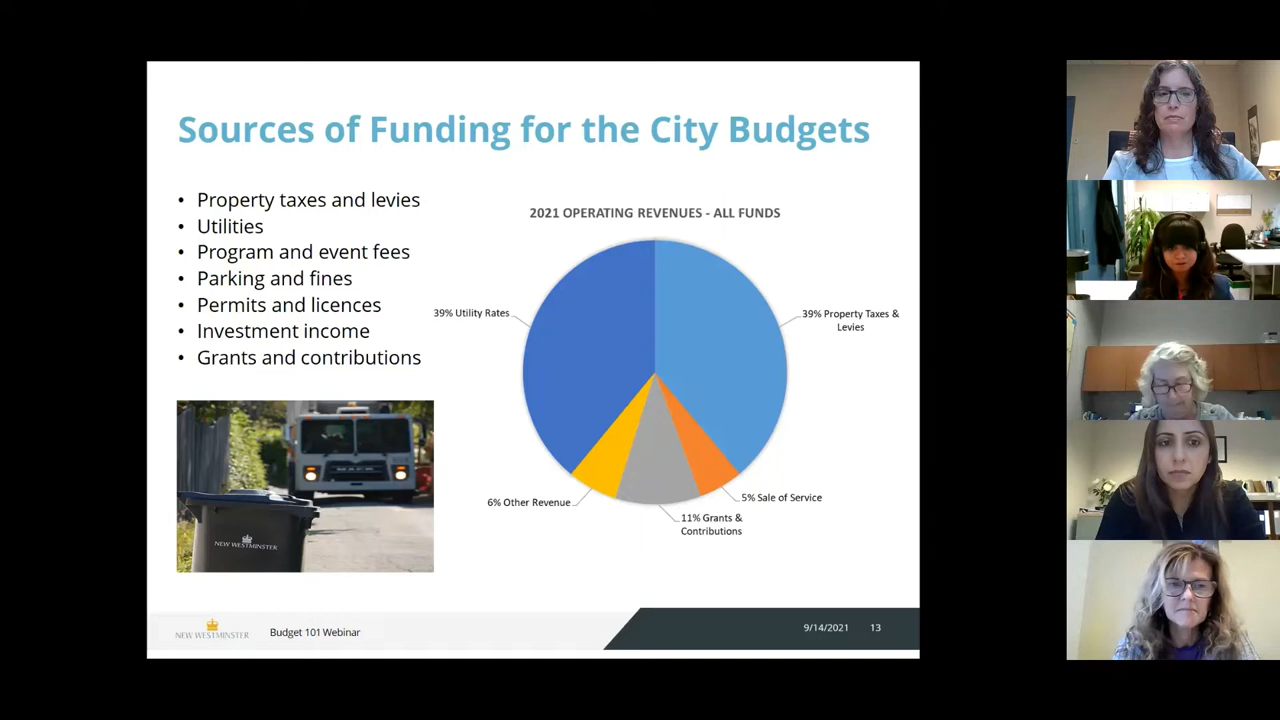 Sources of Funding for the City Budgets
• Property taxes and levies
• Utilities
• Program and event fees
• Parking and fines
• Permits and licences
• Investment income
• Grants and contributions
2021 OPERATING REVENUES - ALL FUNDS
39% Utility Rates
39% Property Taxes &
Levies
6% Other Revenue
5% Sale of Service
11% Grants &
Contributions
NEW WESTMINSTER
NEW WESTMINSTER
Budget 101 Webinar
9/14/2021
13